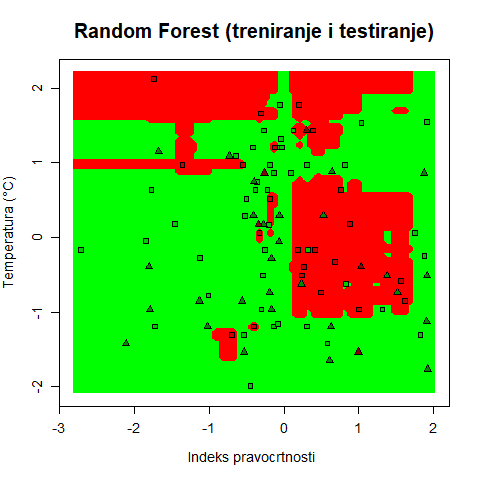 Random Forest (treniranje i testiranje)
Temperatura (°C)
2
1
0
-1
-2
-3 -2 -1 0 1 2
Indeks pravocrtnosti